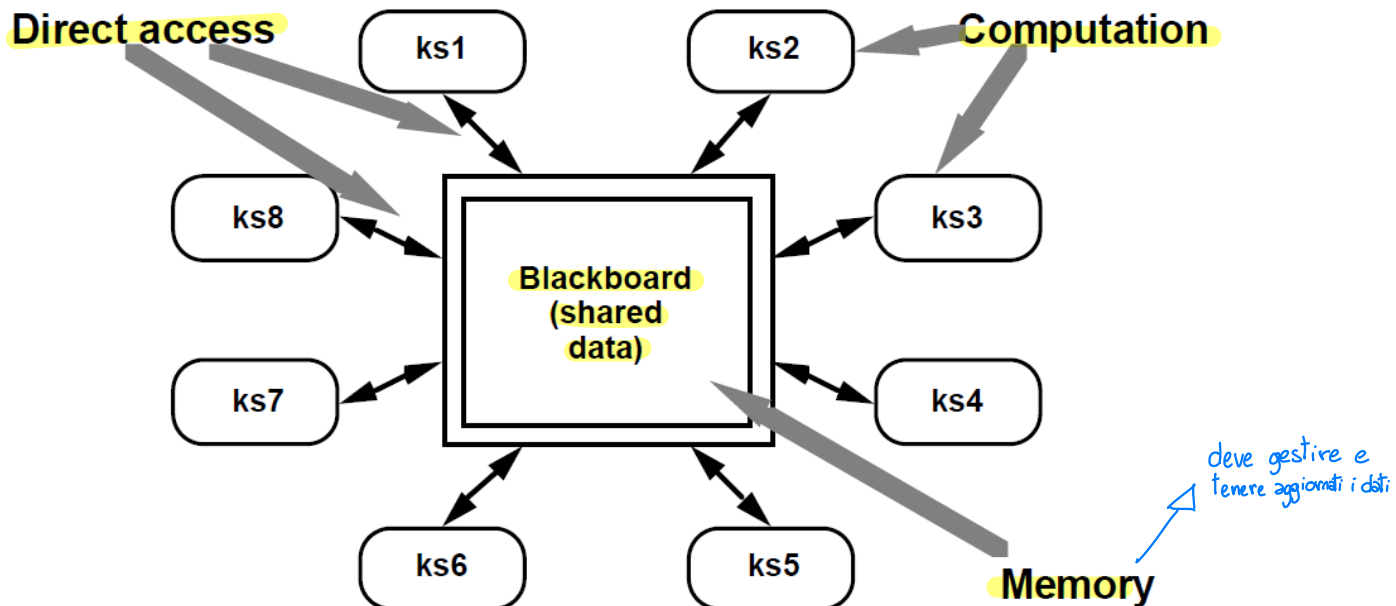 Direct access
ks1
ks2
Computation
ks8
ks3
Blackboard
(shared
data)
ks7
ks4
deve gestire e
tenere aggiornati i dati
ks6
ks5
Memory